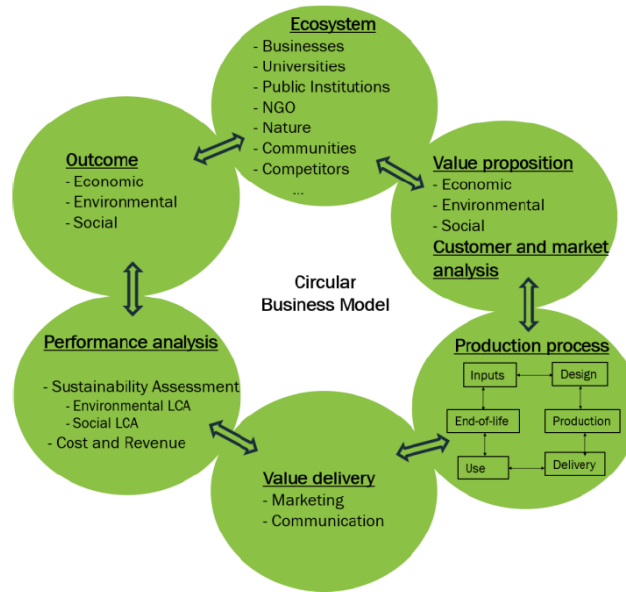 Ecosystem
- Businesses
- Universities
- Public Institutions
- NGO
- Nature
- Communities
- Competitors
...
Outcome
- Economic
- Environmental
- Social
Value proposition
- Economic
- Environmental
- Social
Customer and market
analysis
Circular
Business Model
Performance analysis
- Sustainability Assessment
- Environmental LCA
- Social LCA
- Cost and Revenue
Production process
Inputs
Design
End-of-life
Production
Use
Delivery
Value delivery
- Marketing
- Communication